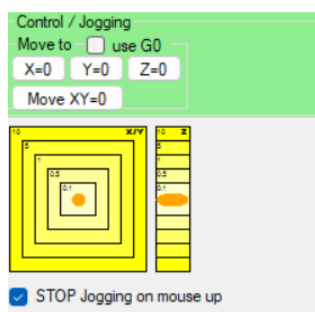 Control / Jogging
Move to use G0
X=0 Y=0 Z=0
Move XY=0
10 X/Y 10 Z
5 5
1 1
0.5 0.5
0.1 0.1
STOP Jogging on mouse up